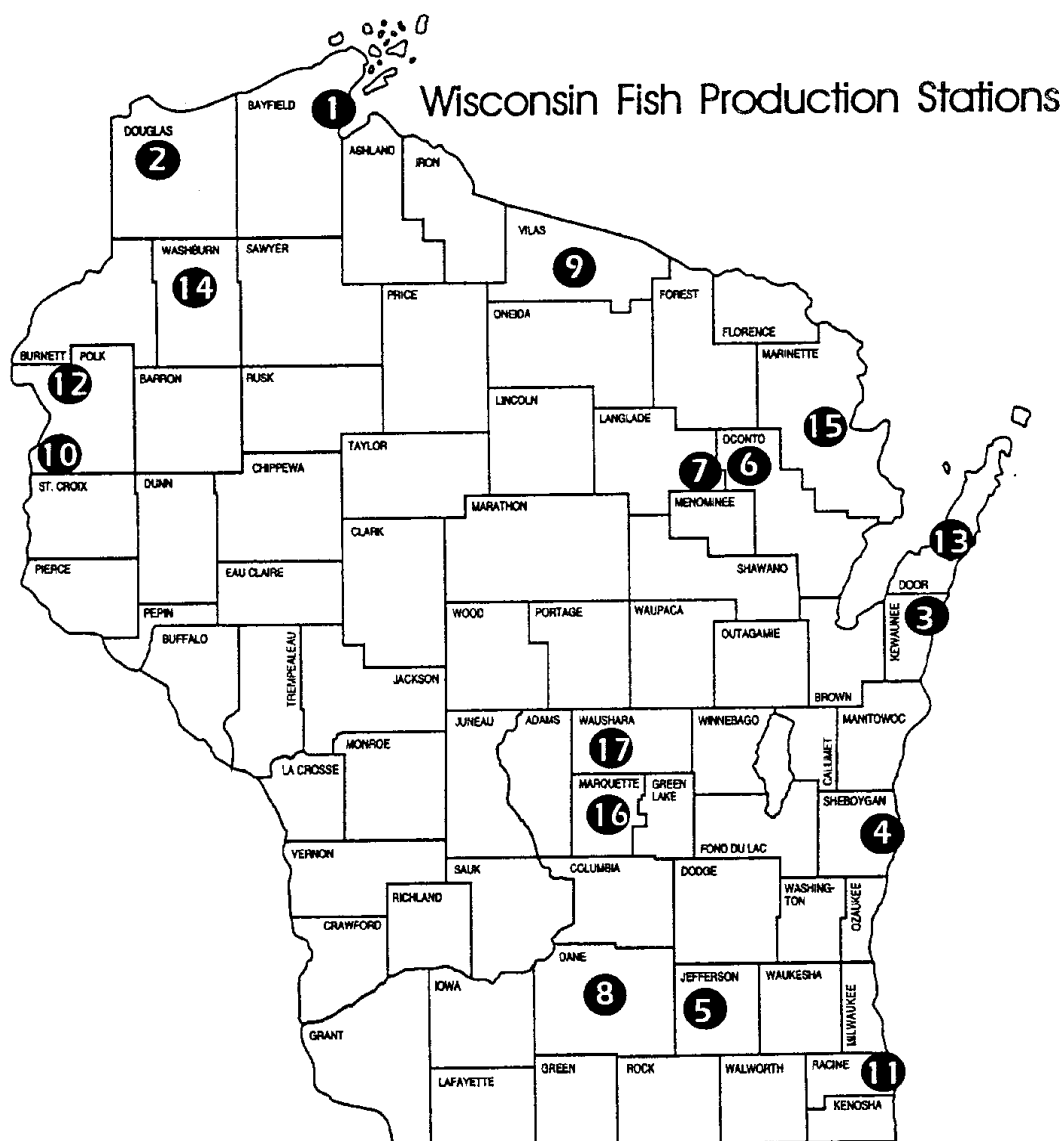 Wisconsin Fish Production Stations
BAYFIELD
1
DOUGLAS
2
ASHLAND
IRON
VILAS
9
WASHBURN
14
SAWYER
PRICE
FOREST
ONEIDA
FLORENCE
MARINETTE
15
BURNETT
POLK
12
BARRON
RUSK
LINCOLN
LANGLADE
7
OCONTO
6
TAYLOR
10
CHIPPEWA
ST. CROIX
DUNN
MARATHON
MENOMINEE
CLARK
13
PIERCE
EAU CLAIRE
SHAWANO
DOOR
PEPIN
WOOD
PORTAGE
WAUPACA
3
KEWAUNEE
BUFFALO
OUTAGAMIE
TREMPEALEAU
JACKSON
BROWN
JUNEAU
ADAMS
WAUSHARA
17
WINNEBAGO
MANITOWOC
CALUMET
MONROE
LA CROSSE
MARQUETTE
16
GREEN
LAKE
SHEBOYGAN
4
VERNON
FOND DU LAC
SAUK
COLUMBIA
DODGE
RICHLAND
WASHING-
TON
OZAUKEE
CRAWFORD
DANE
8
JEFFERSON
5
WAUKESHA
MILWAUKEE
IOWA
GRANT
LAFAYETTE
GREEN
ROCK
WALWORTH
RACINE
11
KENOSHA